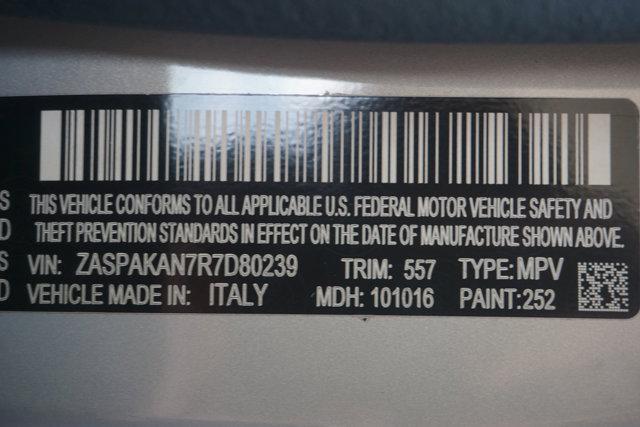 THIS VEHICLE CONFORMS TO ALL APPLICABLE U.S. FEDERAL MOTOR VEHICLE SAFETY AND
THEFT PREVENTION STANDARDS IN EFFECT ON THE DATE OF MANUFACTURE SHOWN ABOVE.
VIN: ZASPAKAN7R7D80239 TRIM: 557 TYPE: MPV
VEHICLE MADE IN: ITALY MDH: 101016 PAINT: 252